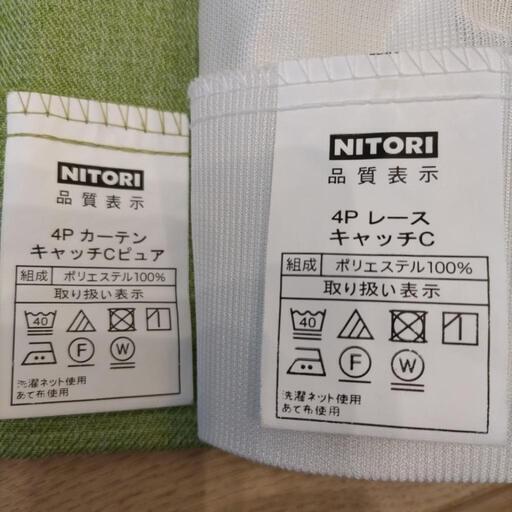 NITORI
品質表示
4P カーテン
キャッチCピュア
組成 ポリエステル100%
取り扱い表示
40
F W
洗濯ネット使用
あて布使用
NITORI
品質表示
4P レース
キャッチC
組成 ポリエステル100%
取り扱い表示
40
F W
洗濯ネット使用
あて布使用